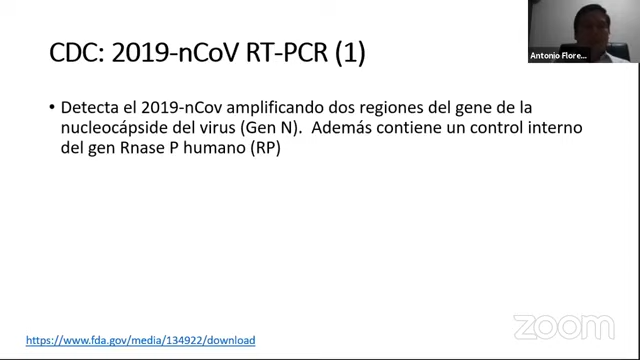 CDC: 2019-nCoV RT-PCR (1)
Antonio Flore...
• Detecta el 2019-nCov amplificando dos regiones del gene de la
nucleocápside del virus (Gen N). Además contiene un control interno
del gen Rnase P humano (RP)
https://www.fda.gov/media/134922/download
zoom